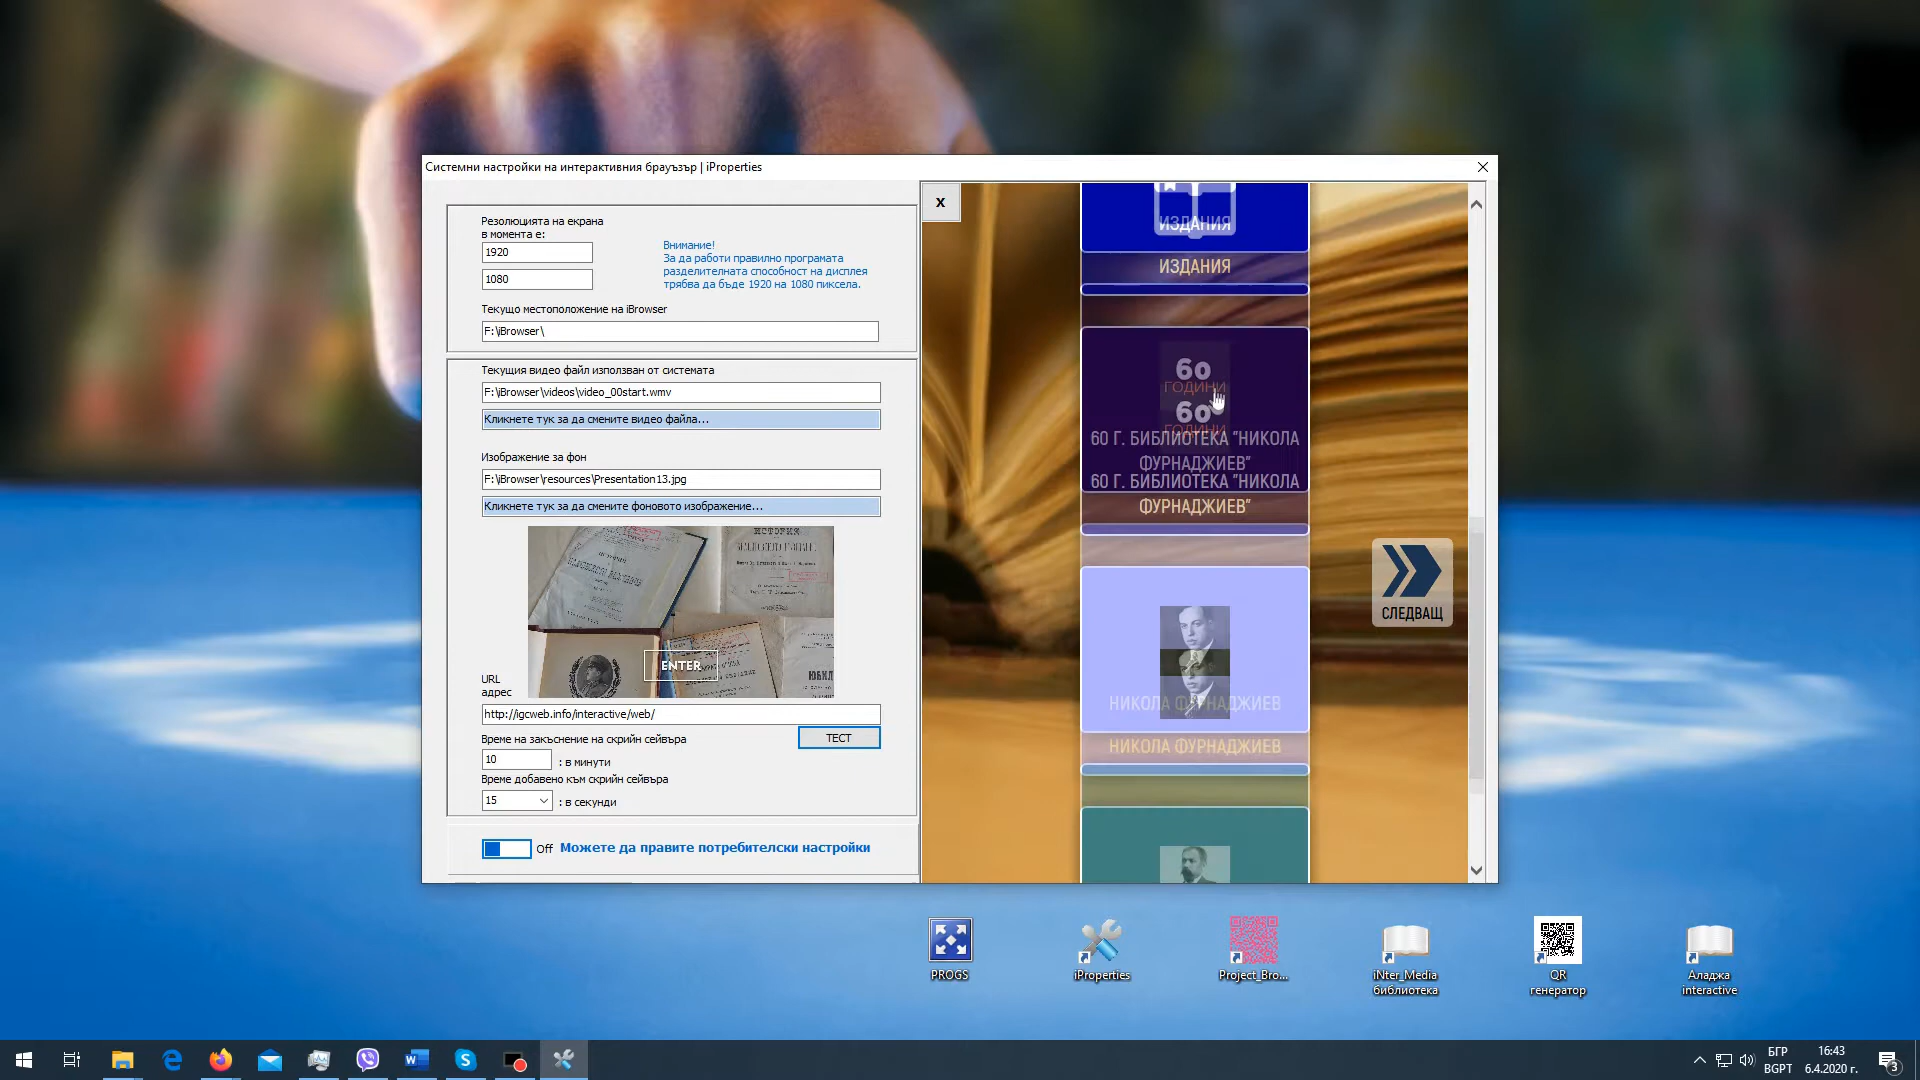 Системни настройки на интерактивния браузър | iProperties
Резолюцията на екрана
в момента е:
1920
1080
Внимание!
За да работи правилно програмата
разделителната способност на дисплея
трябва да бъде 1920 на 1080 пиксела.
Текущо местоположение на iBrowser
F:\iBrowser\
Текущия видео файл използван от системата
F:\iBrowser\videos\video_00start.wmv
Кликнете тук за да смените видео файла...
Изображение за фон
F:\iBrowser\resources\Presentation13.jpg
Кликнете тук за да смените фоновото изображение...
ENTER
URL
адрес
http://igcweb.info/interactive/web/
Време на закъснение на скрийн сейвъра
ТЕСТ
10
: в минути
Време добавено към скрийн сейвъра
15
: в секунди
Off
Можете да правите потребителски настройки
x
ИЗДАНИЯ
ИЗДАНИЯ
60
ГОДИНИ
60
ГОДИНИ
60 Г. БИБЛИОТЕКА "НИКОЛА
ФУРНАДЖИЕВ"
60 Г. БИБЛИОТЕКА "НИКОЛА
ФУРНАДЖИЕВ"
НИКОЛА ФУРНАДЖИЕВ
НИКОЛА ФУРНАДЖИЕВ
СЛЕДВАЩ
PROGS
iProperties
Project_Bro...
iNter_Media
библиотека
QR
генератор
Аладжа
interactive
БГР
BGPT
16:43
6.4.2020 г.
3